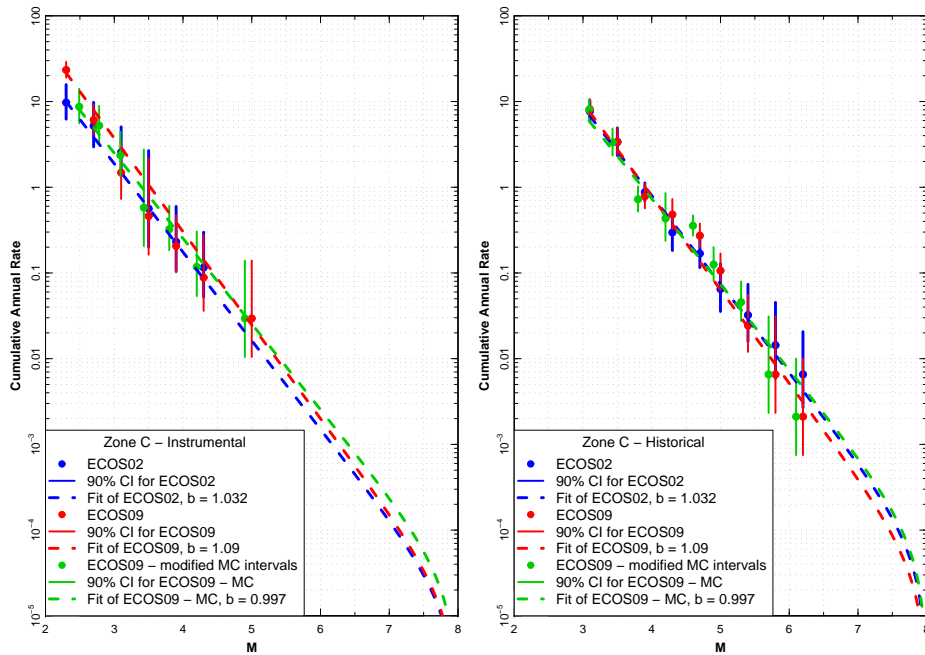 100
10
1
0.1
0.01
10⁻³
10⁻⁴
10⁻⁵
Cumulative Annual Rate
Zone C – Instrumental
ECOS02
90% CI for ECOS02
Fit of ECOS02, b = 1.032
ECOS09
90% CI for ECOS09
Fit of ECOS09, b = 1.09
ECOS09 – modified MC intervals
90% CI for ECOS09 – MC
Fit of ECOS09 – MC, b = 0.997
2 3 4 5 6 7 8
M
100
10
1
0.1
0.01
10⁻³
10⁻⁴
10⁻⁵
Cumulative Annual Rate
Zone C – Historical
ECOS02
90% CI for ECOS02
Fit of ECOS02, b = 1.032
ECOS09
90% CI for ECOS09
Fit of ECOS09, b = 1.09
ECOS09 – modified MC intervals
90% CI for ECOS09 – MC
Fit of ECOS09 – MC, b = 0.997
2 3 4 5 6 7 8
M